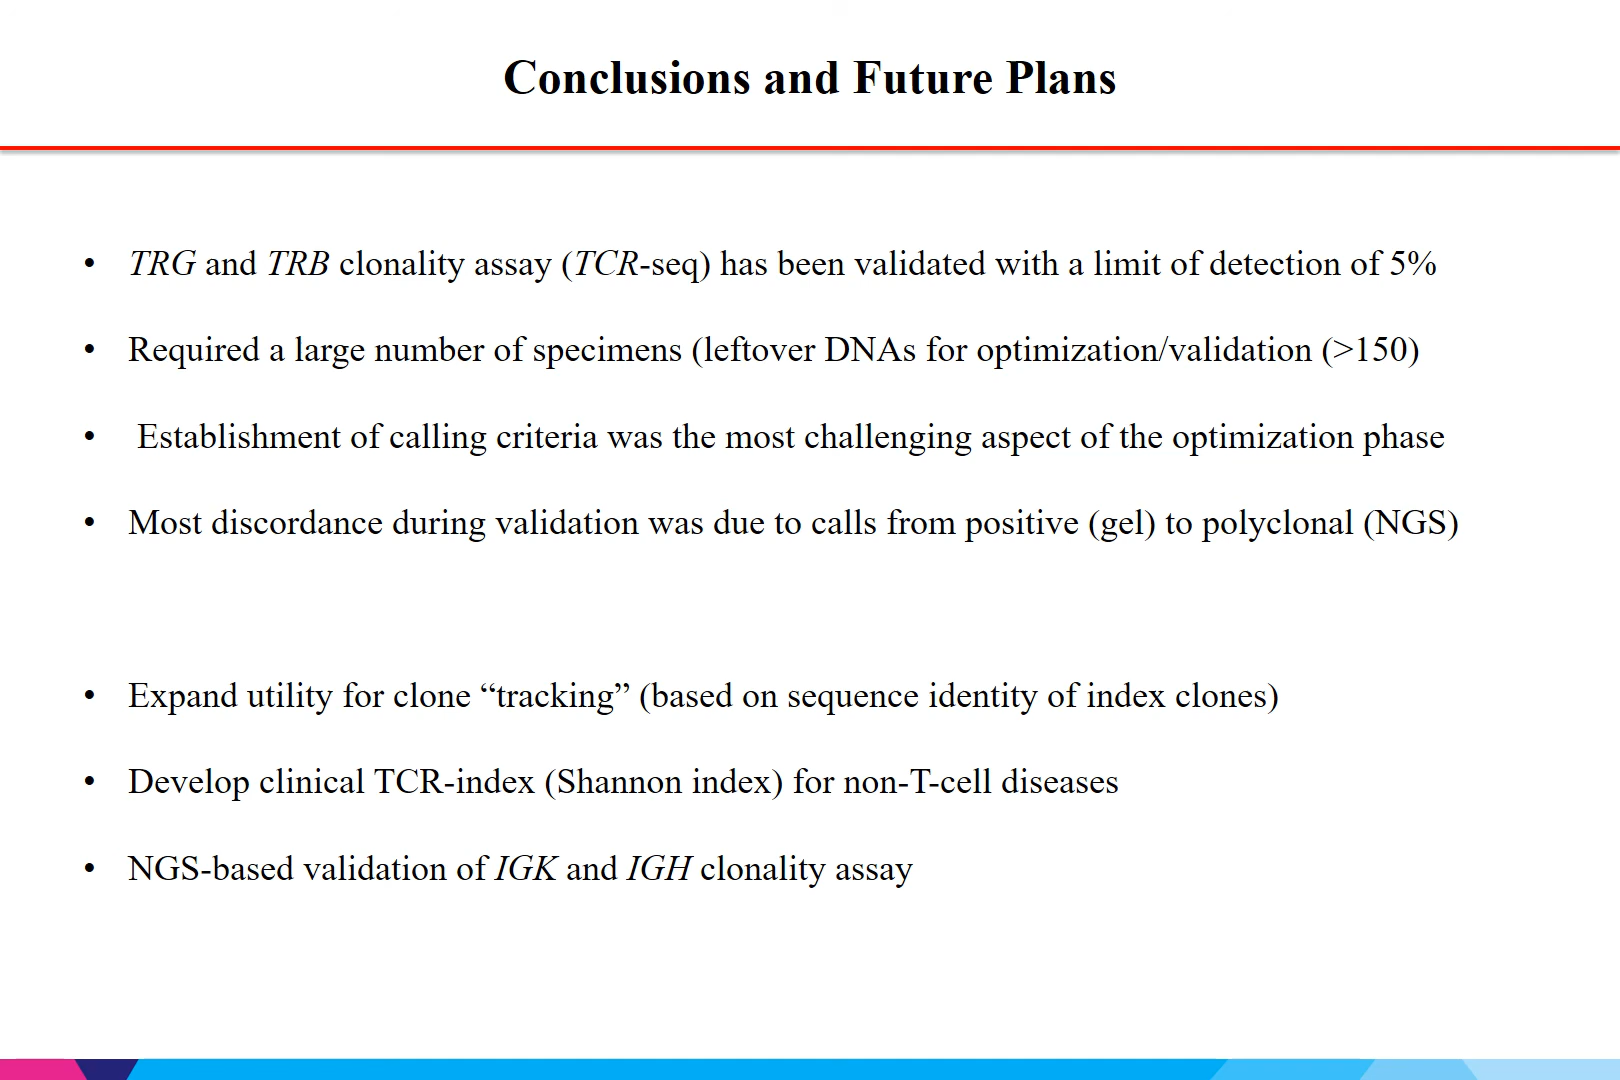 Conclusions and Future Plans
• TRG and TRB clonality assay (TCR-seq) has been validated with a limit of detection of 5%
• Required a large number of specimens (leftover DNAs for optimization/validation (>150)
• Establishment of calling criteria was the most challenging aspect of the optimization phase
• Most discordance during validation was due to calls from positive (gel) to polyclonal (NGS)
• Expand utility for clone “tracking” (based on sequence identity of index clones)
• Develop clinical TCR-index (Shannon index) for non-T-cell diseases
• NGS-based validation of IGK and IGH clonality assay